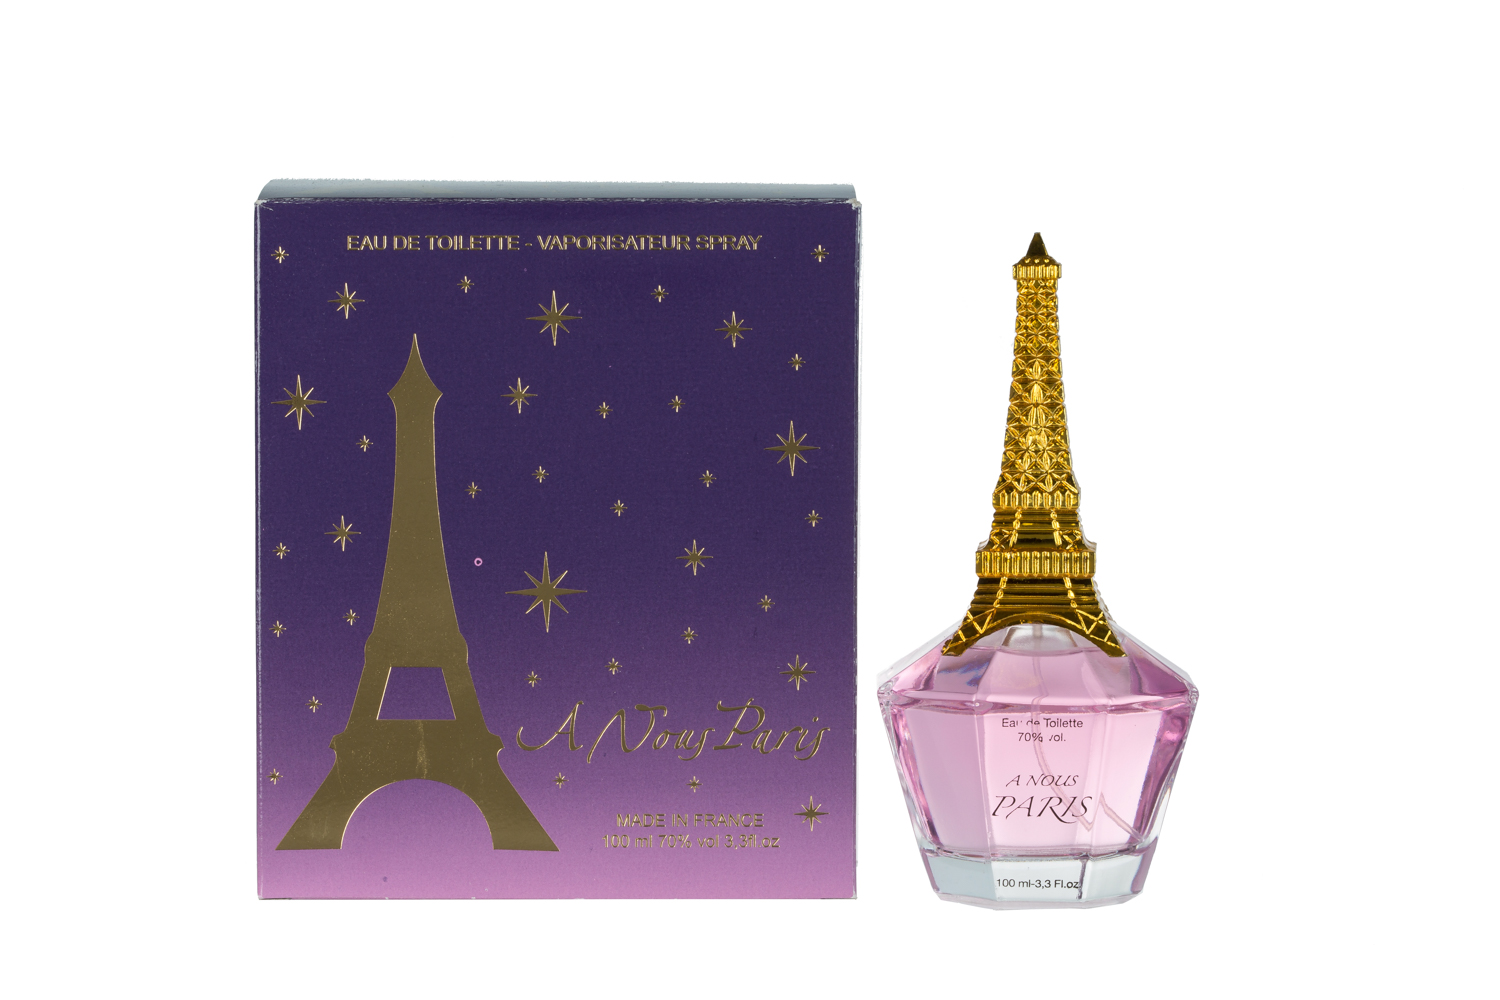 EAU DE TOILETTE - VAPORISATEUR SPRAY
A Nous Paris
MADE IN FRANCE
100 ml 70% vol 3,3fl.oz
Eau de Toilette
70% vol.
A NOUS
PARIS
100 ml-3,3 Fl.oz